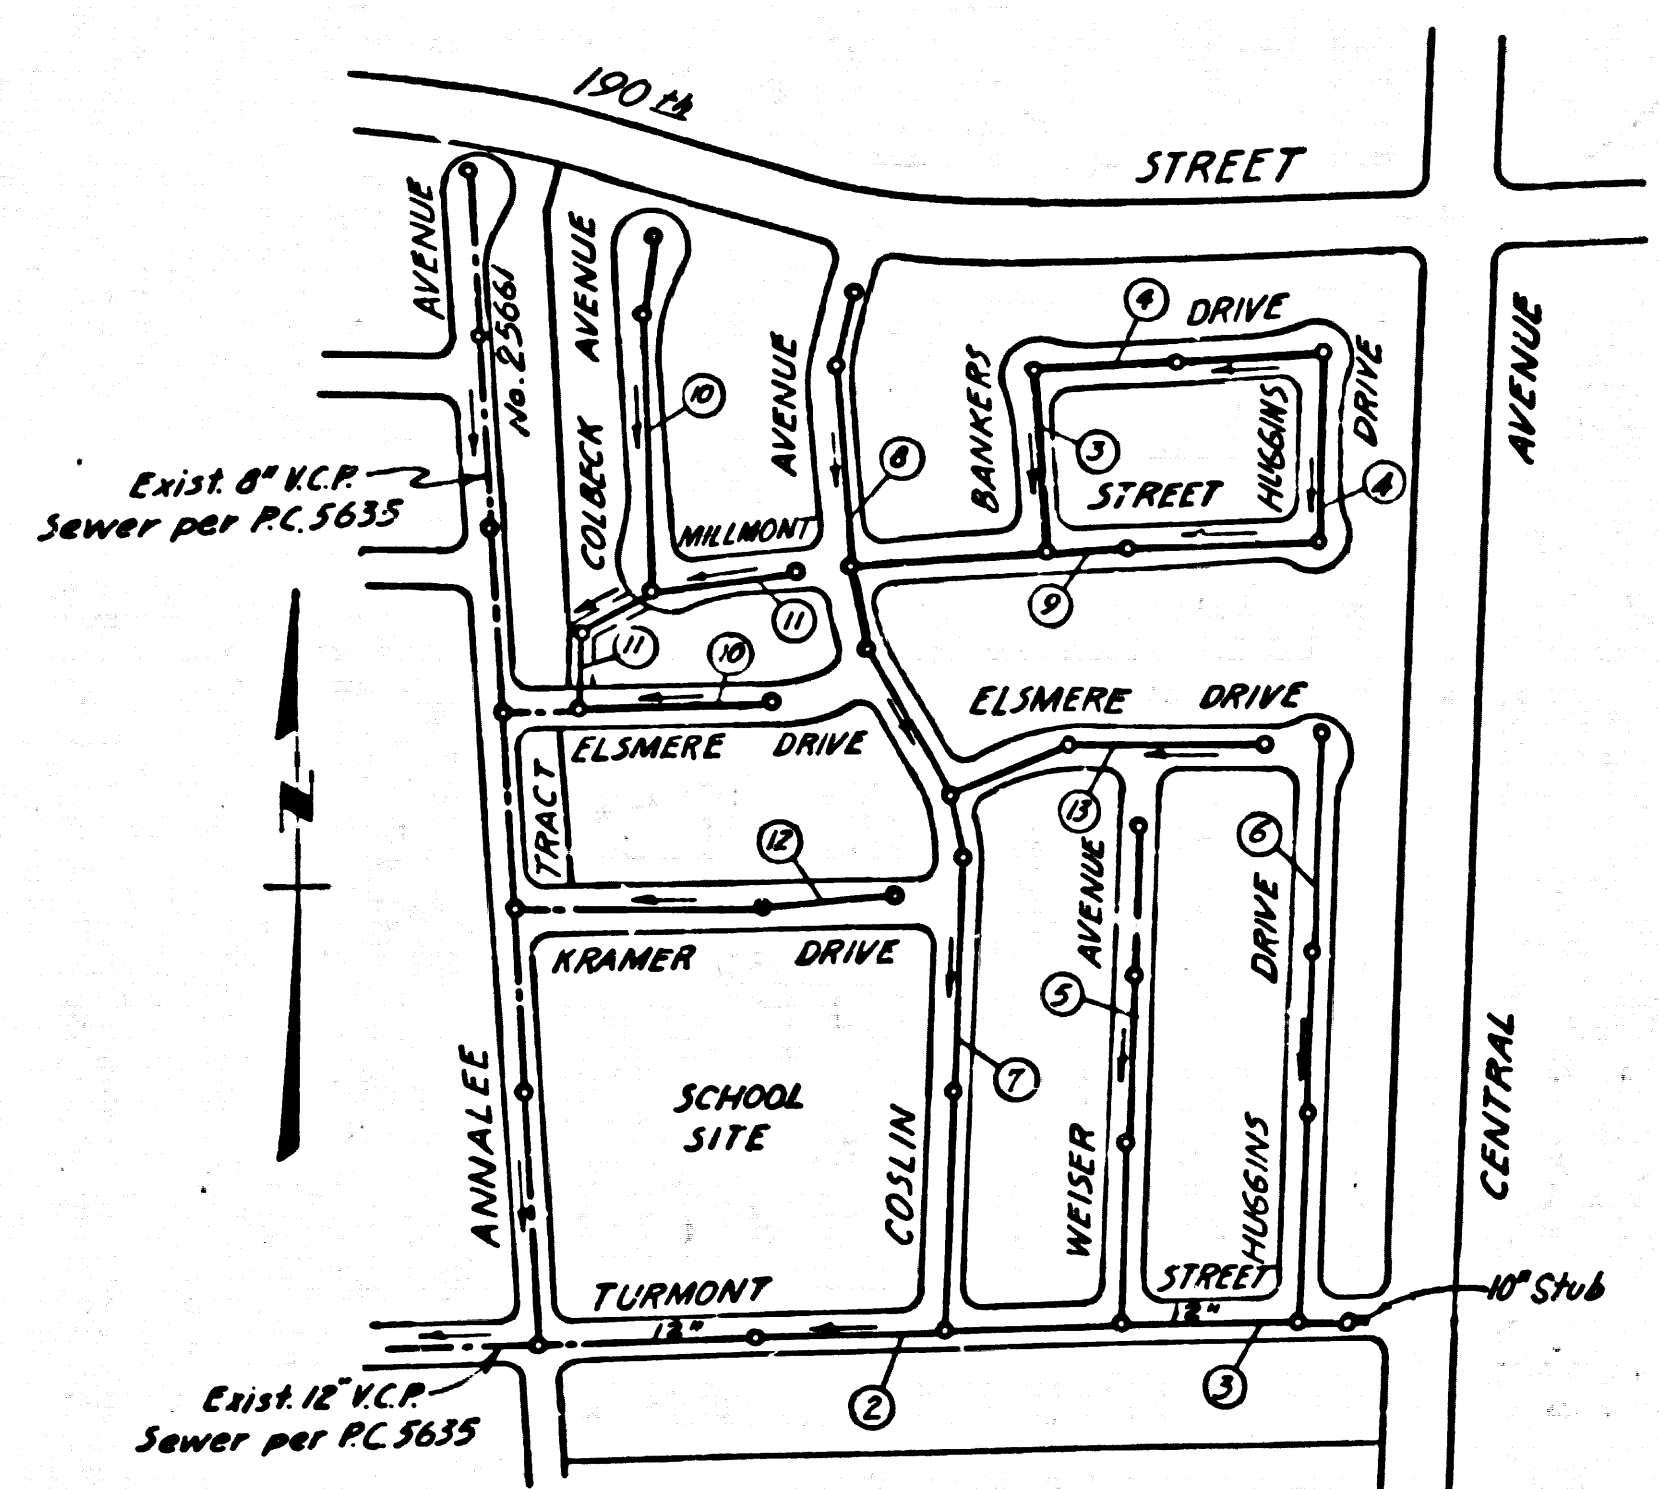 190 th
STREET
AVENUE
No. 25661
AVENUE
COLBECK
AVENUE
MILLMONT
10
11
11
10
8
BANKERS
4
DRIVE
DRIVE
HUGGINS
3
STREET
4
9
AVENUE
CENTRAL
Exist. 8" V.C.P.
Sewer per P.C. 5635
N
ELSMERE DRIVE
ELSMERE DRIVE
TRACT
12
KRAMER DRIVE
13
AVENUE
WEISER
5
6
DRIVE
HUGGINS
7
SCHOOL
SITE
COSLIN
ANNALEE
TURMONT
12"
STREET
12"
10" Stub
2
3
Exist. 12" V.C.P.
Sewer per P.C. 5635